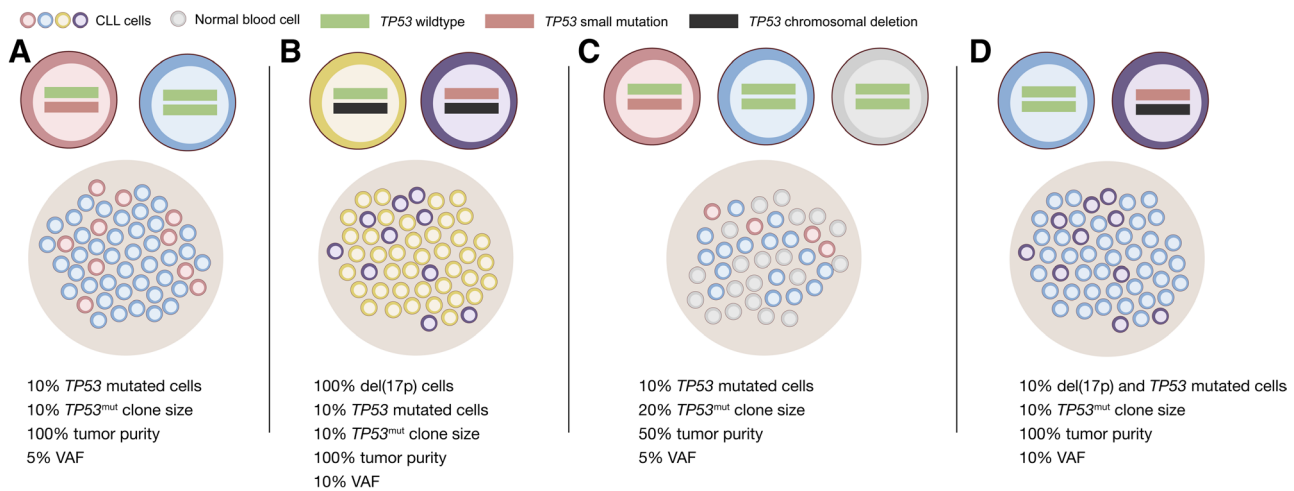 CLL cells Normal blood cell TP53 wildtype TP53 small mutation TP53 chromosomal deletion
A
B
C
D
10% TP53 mutated cells
10% TP53mut clone size
100% tumor purity
5% VAF
100% del(17p) cells
10% TP53 mutated cells
10% TP53mut clone size
100% tumor purity
10% VAF
10% TP53 mutated cells
20% TP53mut clone size
50% tumor purity
5% VAF
10% del(17p) and TP53 mutated cells
10% TP53mut clone size
100% tumor purity
10% VAF